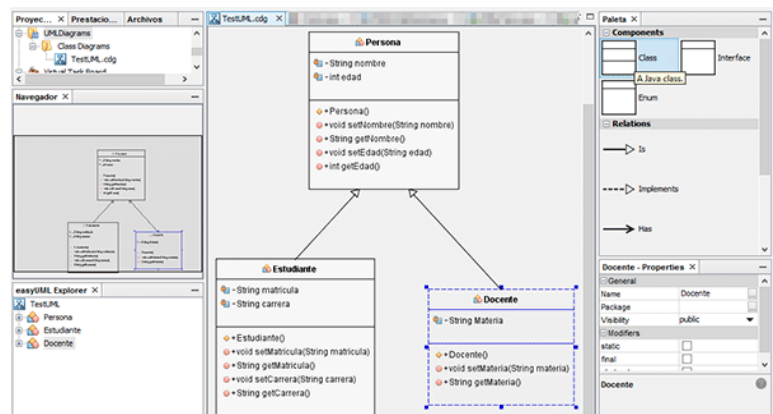 Proyec... ×
Prestacio...
Archivos
UMLDiagrams
Class Diagrams
TestUML.cdg
Virtual Task Board
Navegador ×
easyUML Explorer ×
TestUML
Persona
Estudiante
Docente
TestUML.cdg ×
Persona
-String nombre
-int edad
+Persona()
+void setNombre(String nombre)
+String getNombre()
+void setEdad(String edad)
+int getEdad()
Estudiante
-String matricula
-String carrera
+Estudiante()
+void setMatricula(String matricula)
+String getMatricula()
+void setCarrera(String carrera)
+String getCarrera()
Docente
-String Materia
+Docente()
+void setMateria(String materia)
+String getMateria()
Paleta ×
Components
Class
Interface
A Java class.
Enum
Relations
Is
Implements
Has
Docente - Properties ×
General
Name Docente
Package
Visibility public
Modifiers
static
final
Docente